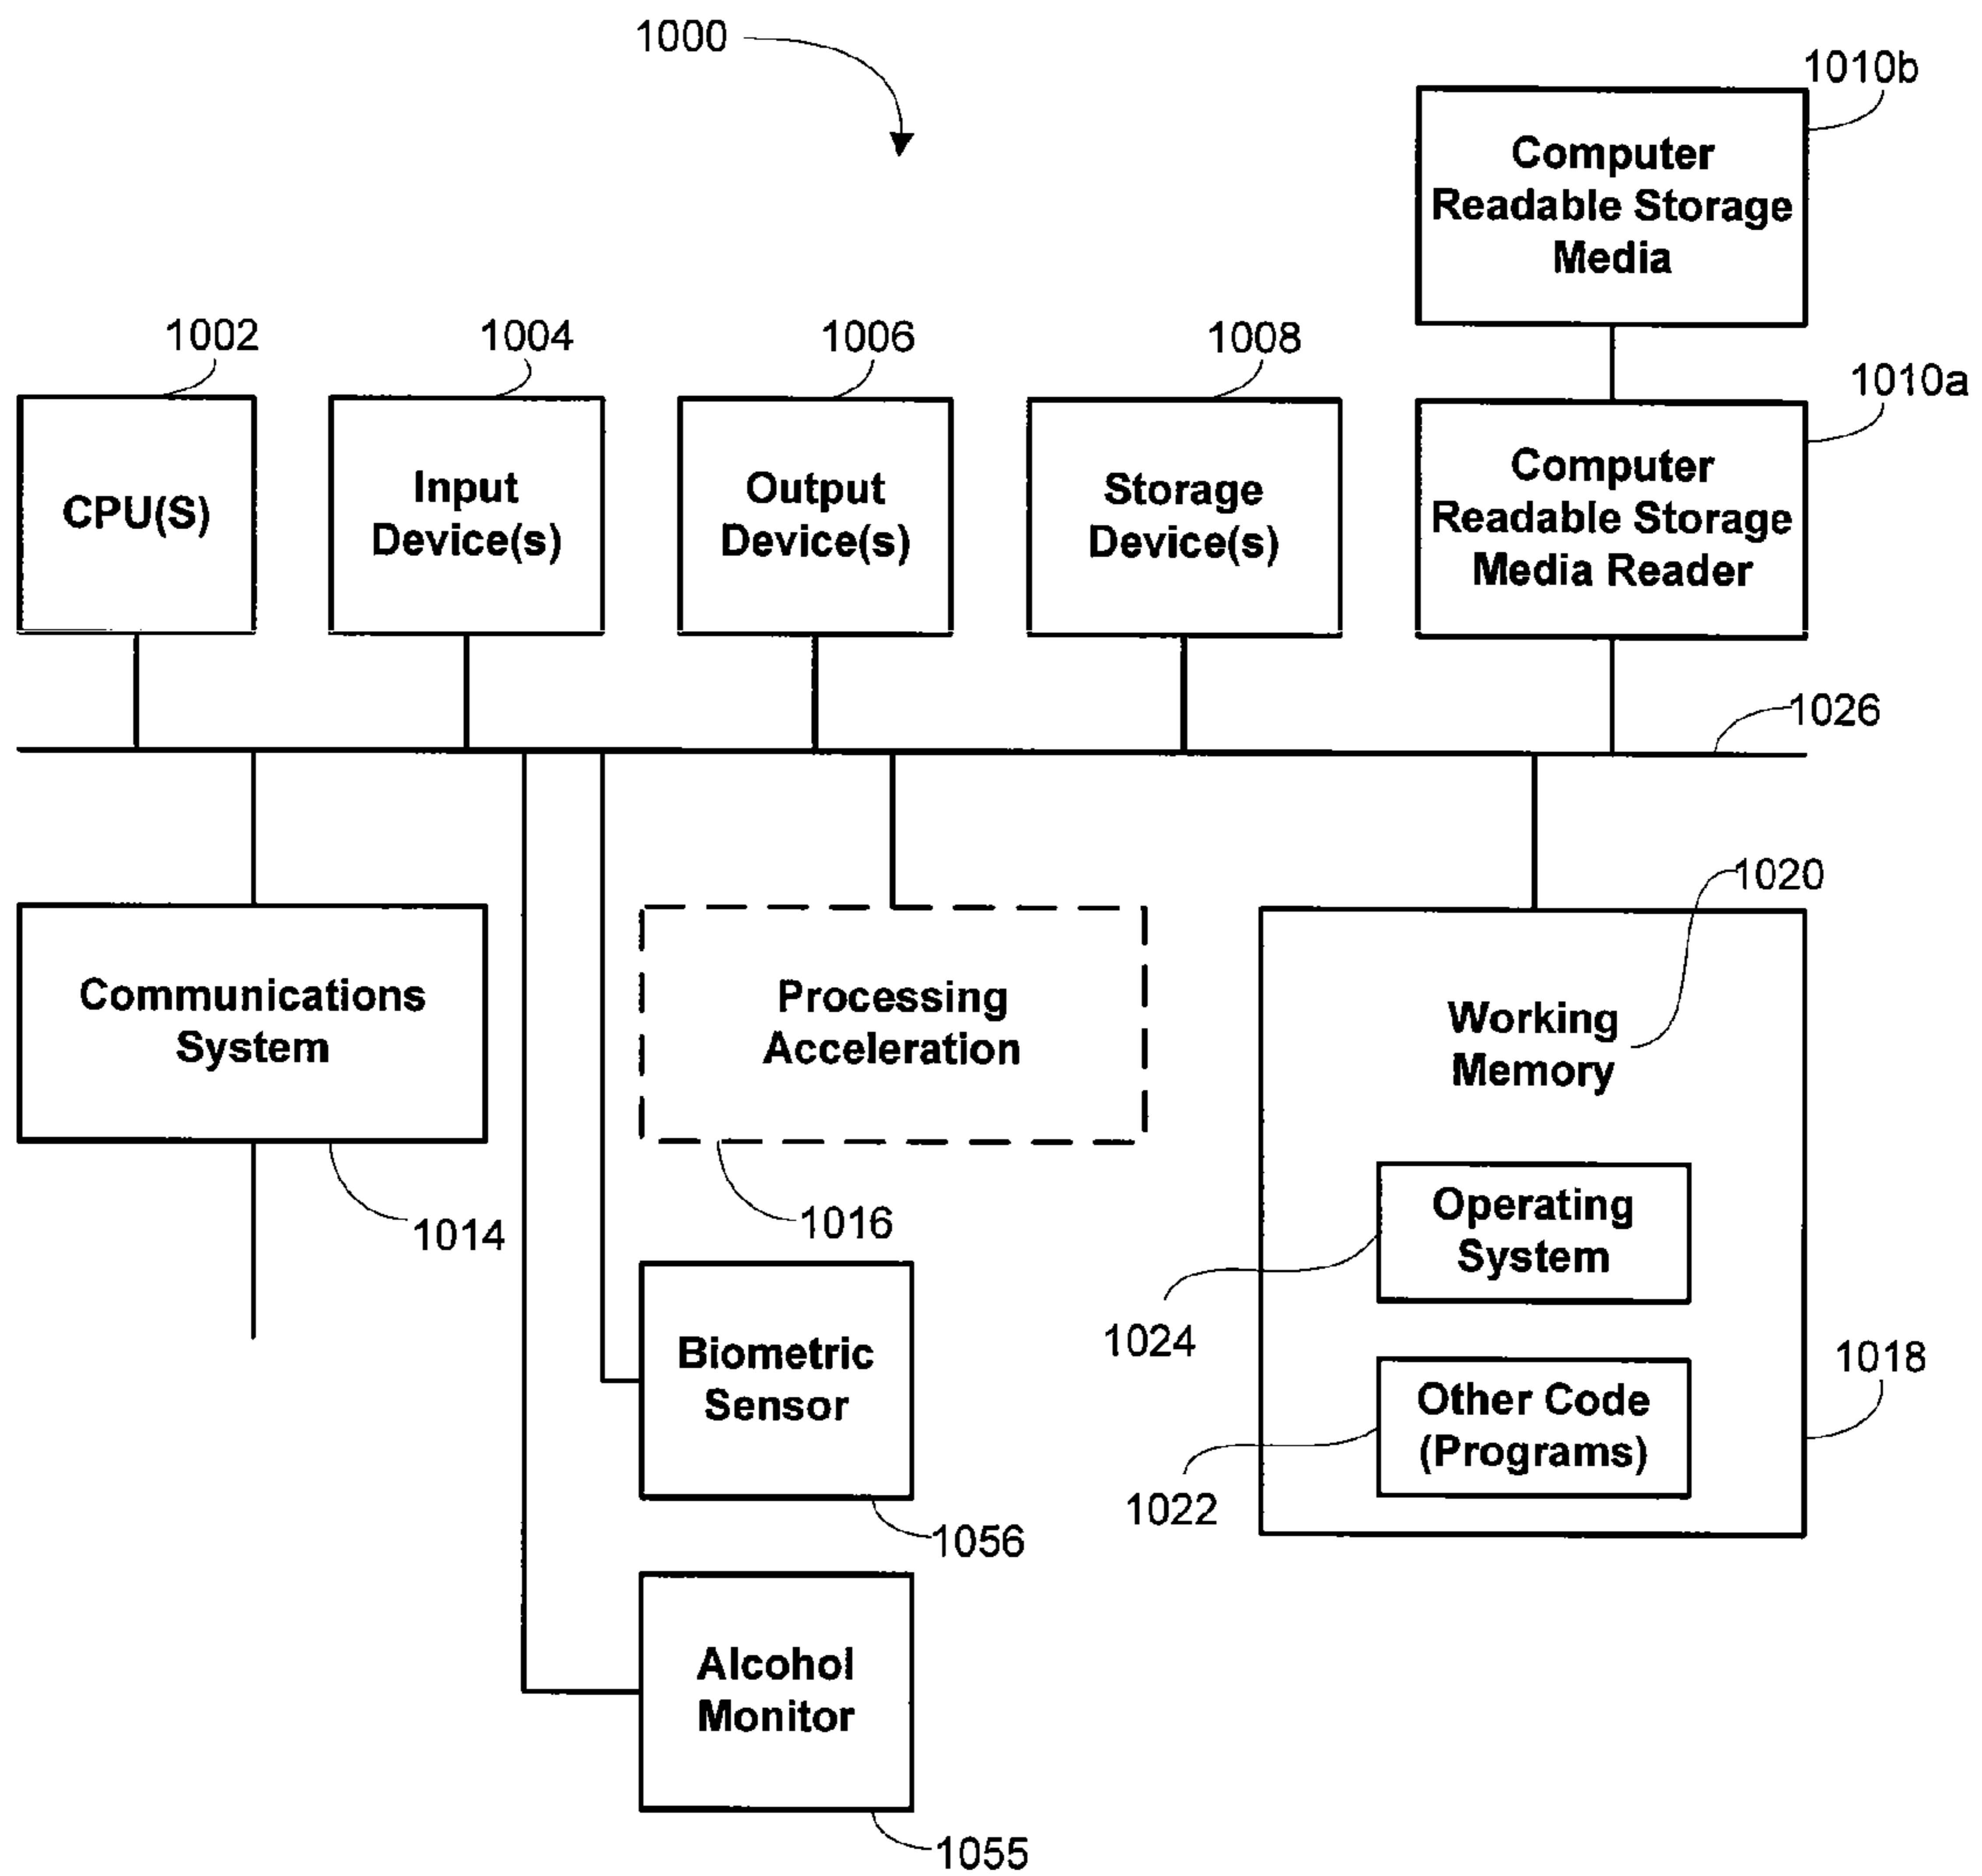 1000
1010b
Computer
Readable Storage
Media
1002
1004
1006
1008
1010a
CPU(S)
Input
Device(s)
Output
Device(s)
Storage
Device(s)
Computer
Readable Storage
Media Reader
1026
1020
Communications
System
Processing
Acceleration
Working
Memory
1014
1016
Operating
System
1024
Biometric
Sensor
1018
Other Code
(Programs)
1022
1056
Alcohol
Monitor
1055